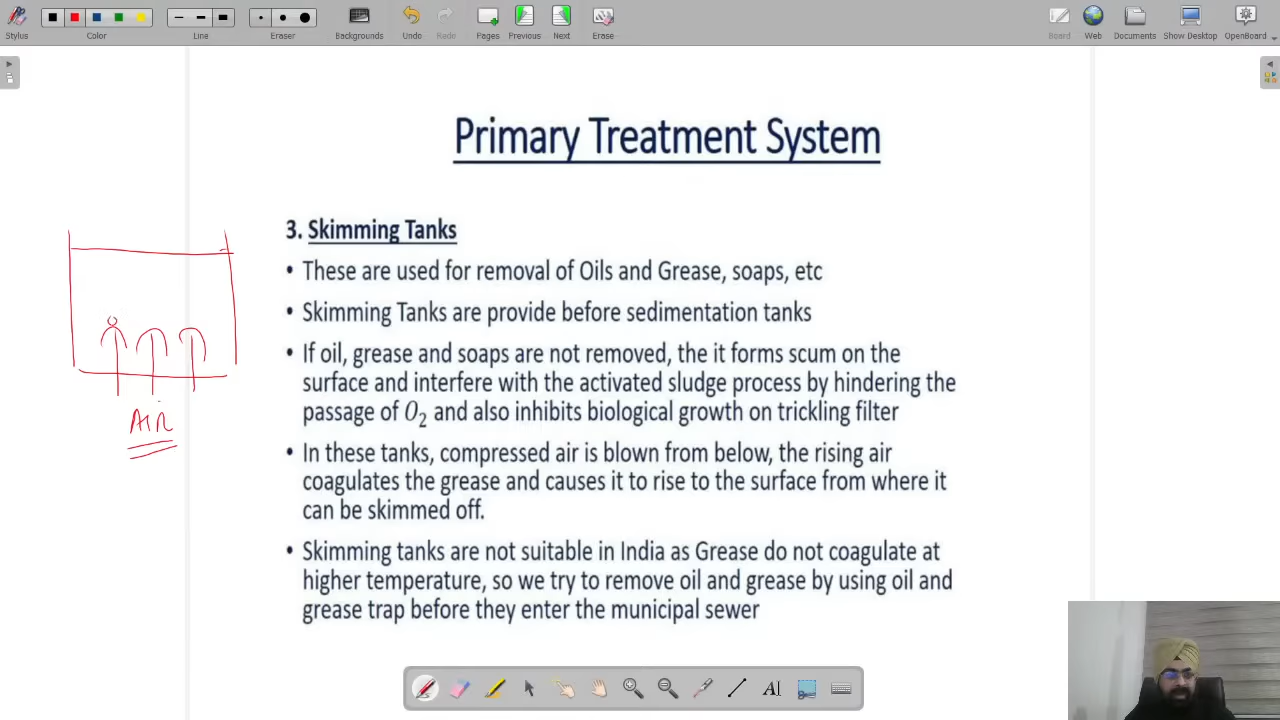 Stylus
Color
Line
Eraser
Backgrounds
Undo
Redo
Pages
Previous
Next
Erase
Board
Web
Documents
Show Desktop
OpenBoard
Primary Treatment System
3. Skimming Tanks
• These are used for removal of Oils and Grease, soaps, etc
• Skimming Tanks are provide before sedimentation tanks
• If oil, grease and soaps are not removed, the it forms scum on the
surface and interfere with the activated sludge process by hindering the
passage of O₂ and also inhibits biological growth on trickling filter
• In these tanks, compressed air is blown from below, the rising air
coagulates the grease and causes it to rise to the surface from where it
can be skimmed off.
• Skimming tanks are not suitable in India as Grease do not coagulate at
higher temperature, so we try to remove oil and grease by using oil and
grease trap before they enter the municipal sewer
Air